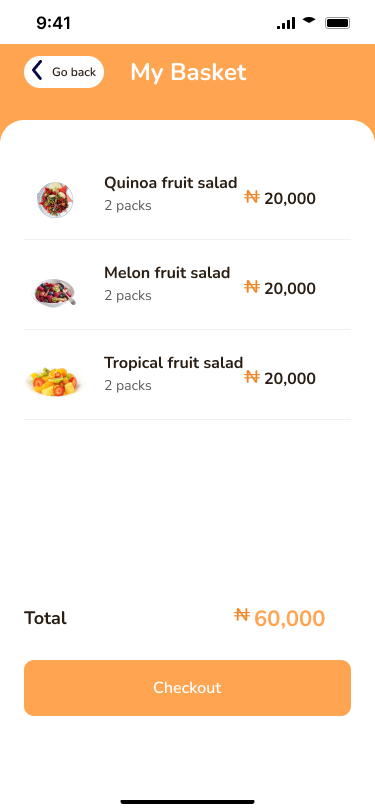 9:41
Go back
My Basket
Quinoa fruit salad
2 packs
₦ 20,000
Melon fruit salad
2 packs
₦ 20,000
Tropical fruit salad
2 packs
₦ 20,000
Total
₦ 60,000
Checkout